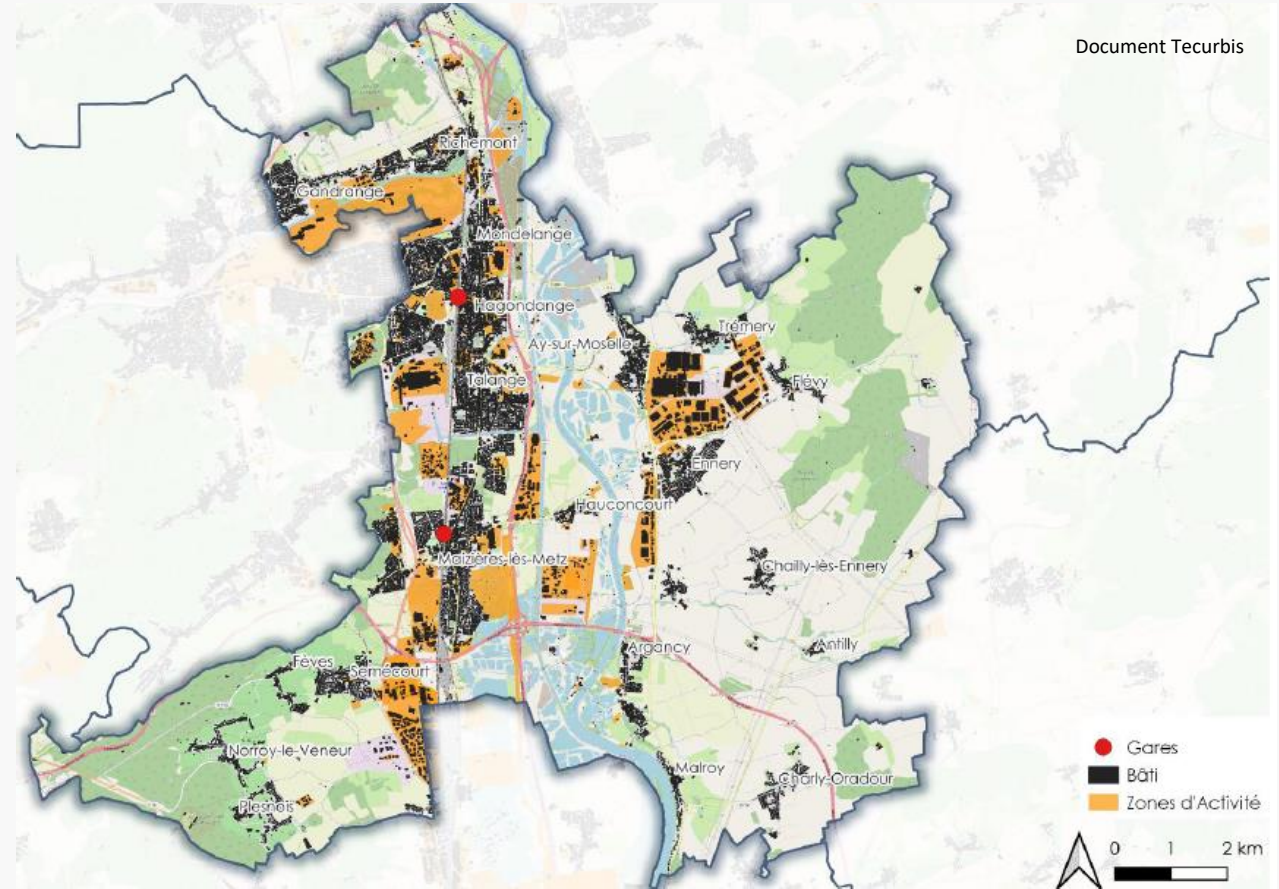 Document Tecurbis
Richemont
Gandrange
Mondelange
Hagondange
Trémery
Ay-sur-Moselle
Talange
Flévy
Ennery
Hauconcourt
Maizières-lès-Metz
Chailly-lès-Ennery
Argancy
Antilly
Fèves
Semécourt
Norroy-le-Veneur
Malroy
Charly-Oradour
Plesnois
Gares
Bâti
Zones d'Activité
0 1 2 km